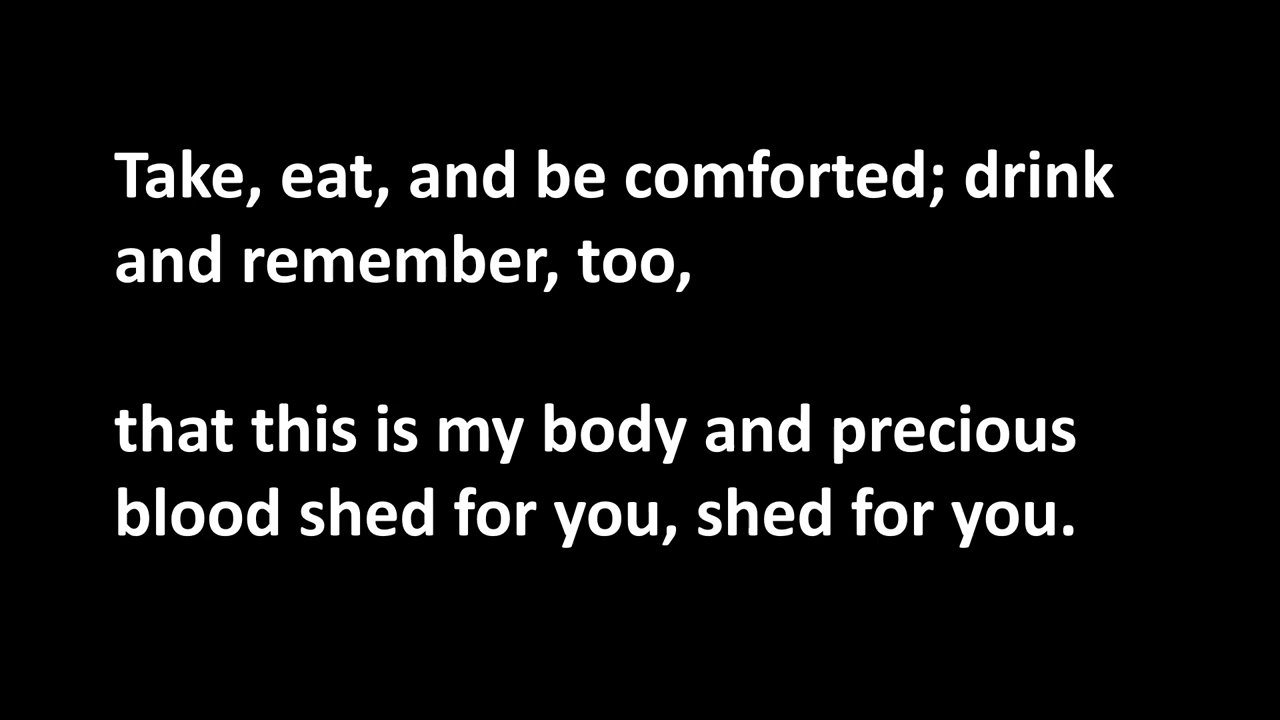 Take, eat, and be comforted; drink
and remember, too,
that this is my body and precious
blood shed for you, shed for you.